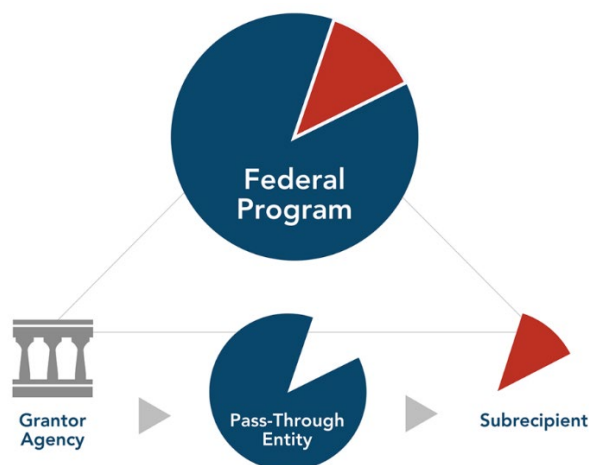 Federal
Program
Grantor
Agency
Pass-Through
Entity
Subrecipient